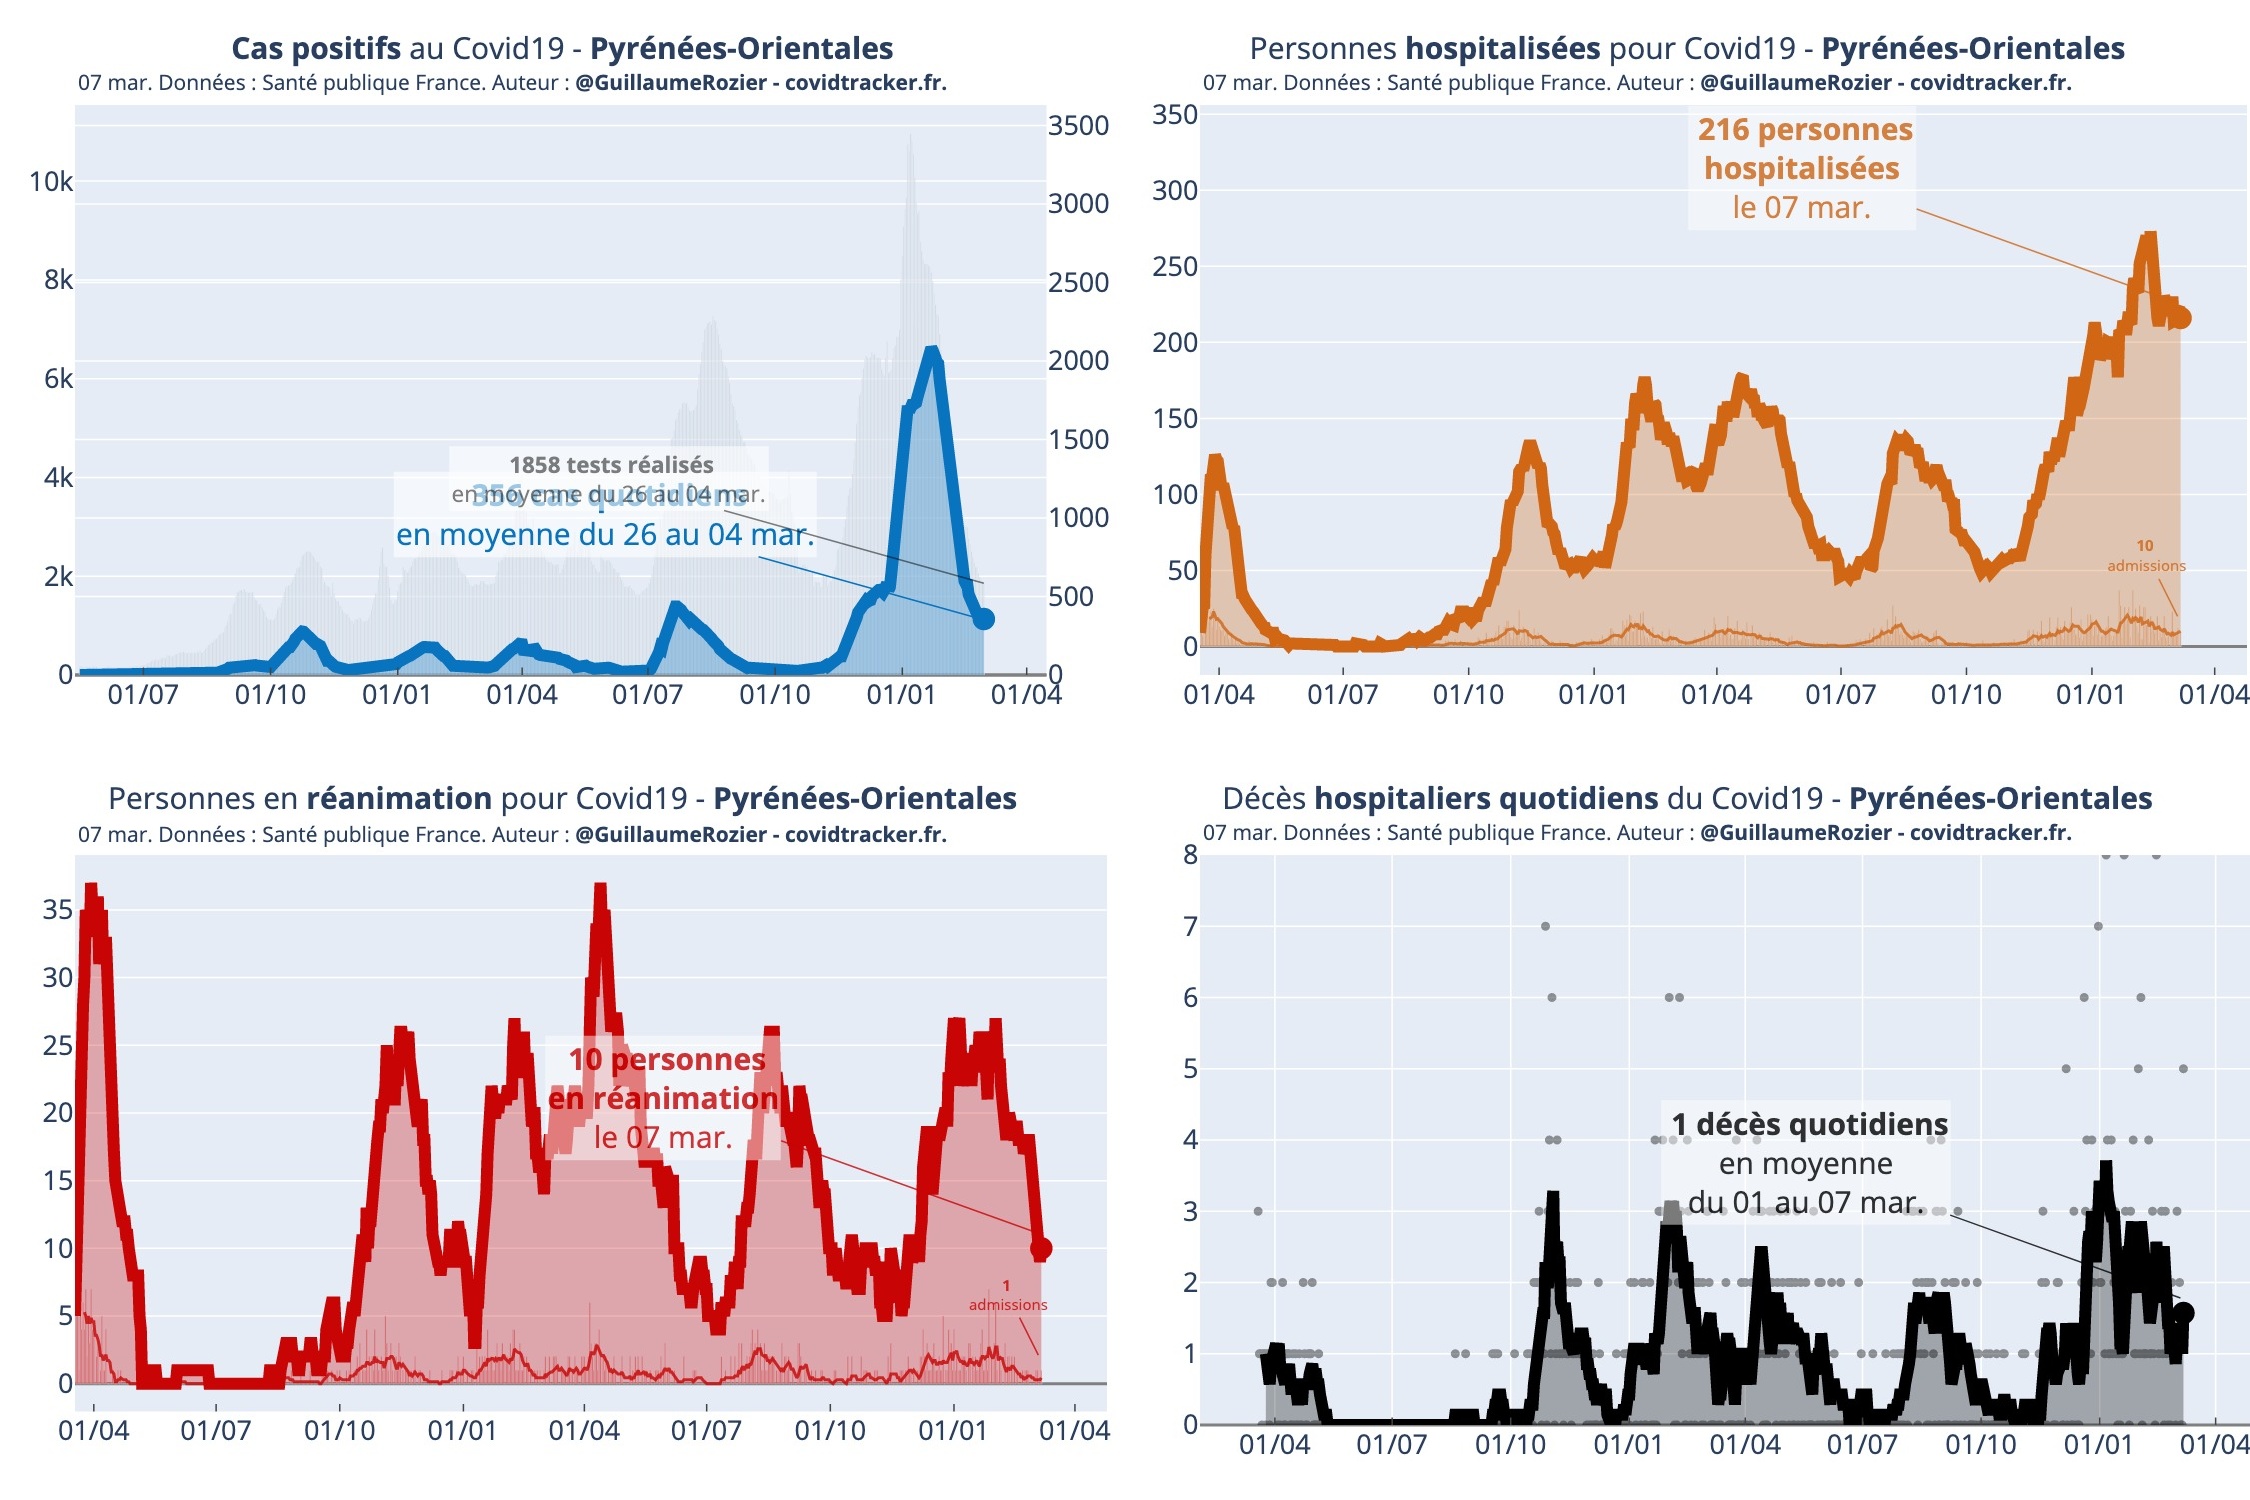 Cas positifs au Covid19 - Pyrénées-Orientales
07 mar. Données : Santé publique France. Auteur : @GuillaumeRozier - covidtracker.fr.
10k
8k
6k
4k
2k
0
3500
3000
2500
2000
1500
1000
500
0
1858 tests réalisés
en moyenne du 26 au 04 mar.
356 cas quotidiens
en moyenne du 26 au 04 mar.
01/07 01/10 01/01 01/04 01/07 01/10 01/01 01/04
Personnes hospitalisées pour Covid19 - Pyrénées-Orientales
07 mar. Données : Santé publique France. Auteur : @GuillaumeRozier - covidtracker.fr.
350
300
250
200
150
100
50
0
216 personnes
hospitalisées
le 07 mar.
10
admissions
01/04 01/07 01/10 01/01 01/04 01/07 01/10 01/01 01/04
Personnes en réanimation pour Covid19 - Pyrénées-Orientales
07 mar. Données : Santé publique France. Auteur : @GuillaumeRozier - covidtracker.fr.
35
30
25
20
15
10
5
0
10 personnes
en réanimation
le 07 mar.
1
admissions
01/04 01/07 01/10 01/01 01/04 01/07 01/10 01/01 01/04
Décès hospitaliers quotidiens du Covid19 - Pyrénées-Orientales
07 mar. Données : Santé publique France. Auteur : @GuillaumeRozier - covidtracker.fr.
8
7
6
5
4
3
2
1
0
1 décès quotidiens
en moyenne
du 01 au 07 mar.
01/04 01/07 01/10 01/01 01/04 01/07 01/10 01/01 01/04